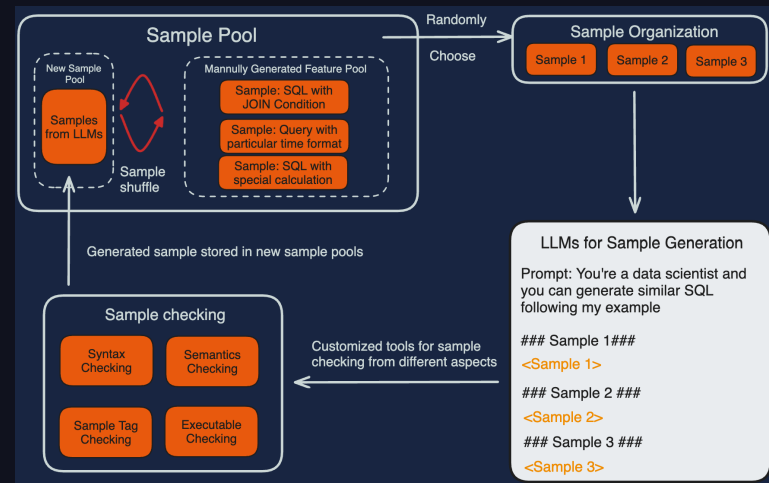 Sample Pool
New Sample
Pool
Samples
from LLMs
Sample
shuffle
Mannully Generated Feature Pool
Sample: SQL with
JOIN Condition
Sample: Query with
particular time format
Sample: SQL with
special calculation
Randomly
Choose
Sample Organization
Sample 1
Sample 2
Sample 3
LLMs for Sample Generation
Prompt: You're a data scientist and
you can generate similar SQL
following my example
### Sample 1###
<Sample 1>
### Sample 2 ###
<Sample 2>
### Sample 3 ###
<Sample 3>
Customized tools for sample
checking from different aspects
Sample checking
Syntax
Checking
Semantics
Checking
Sample Tag
Checking
Executable
Checking
Generated sample stored in new sample pools